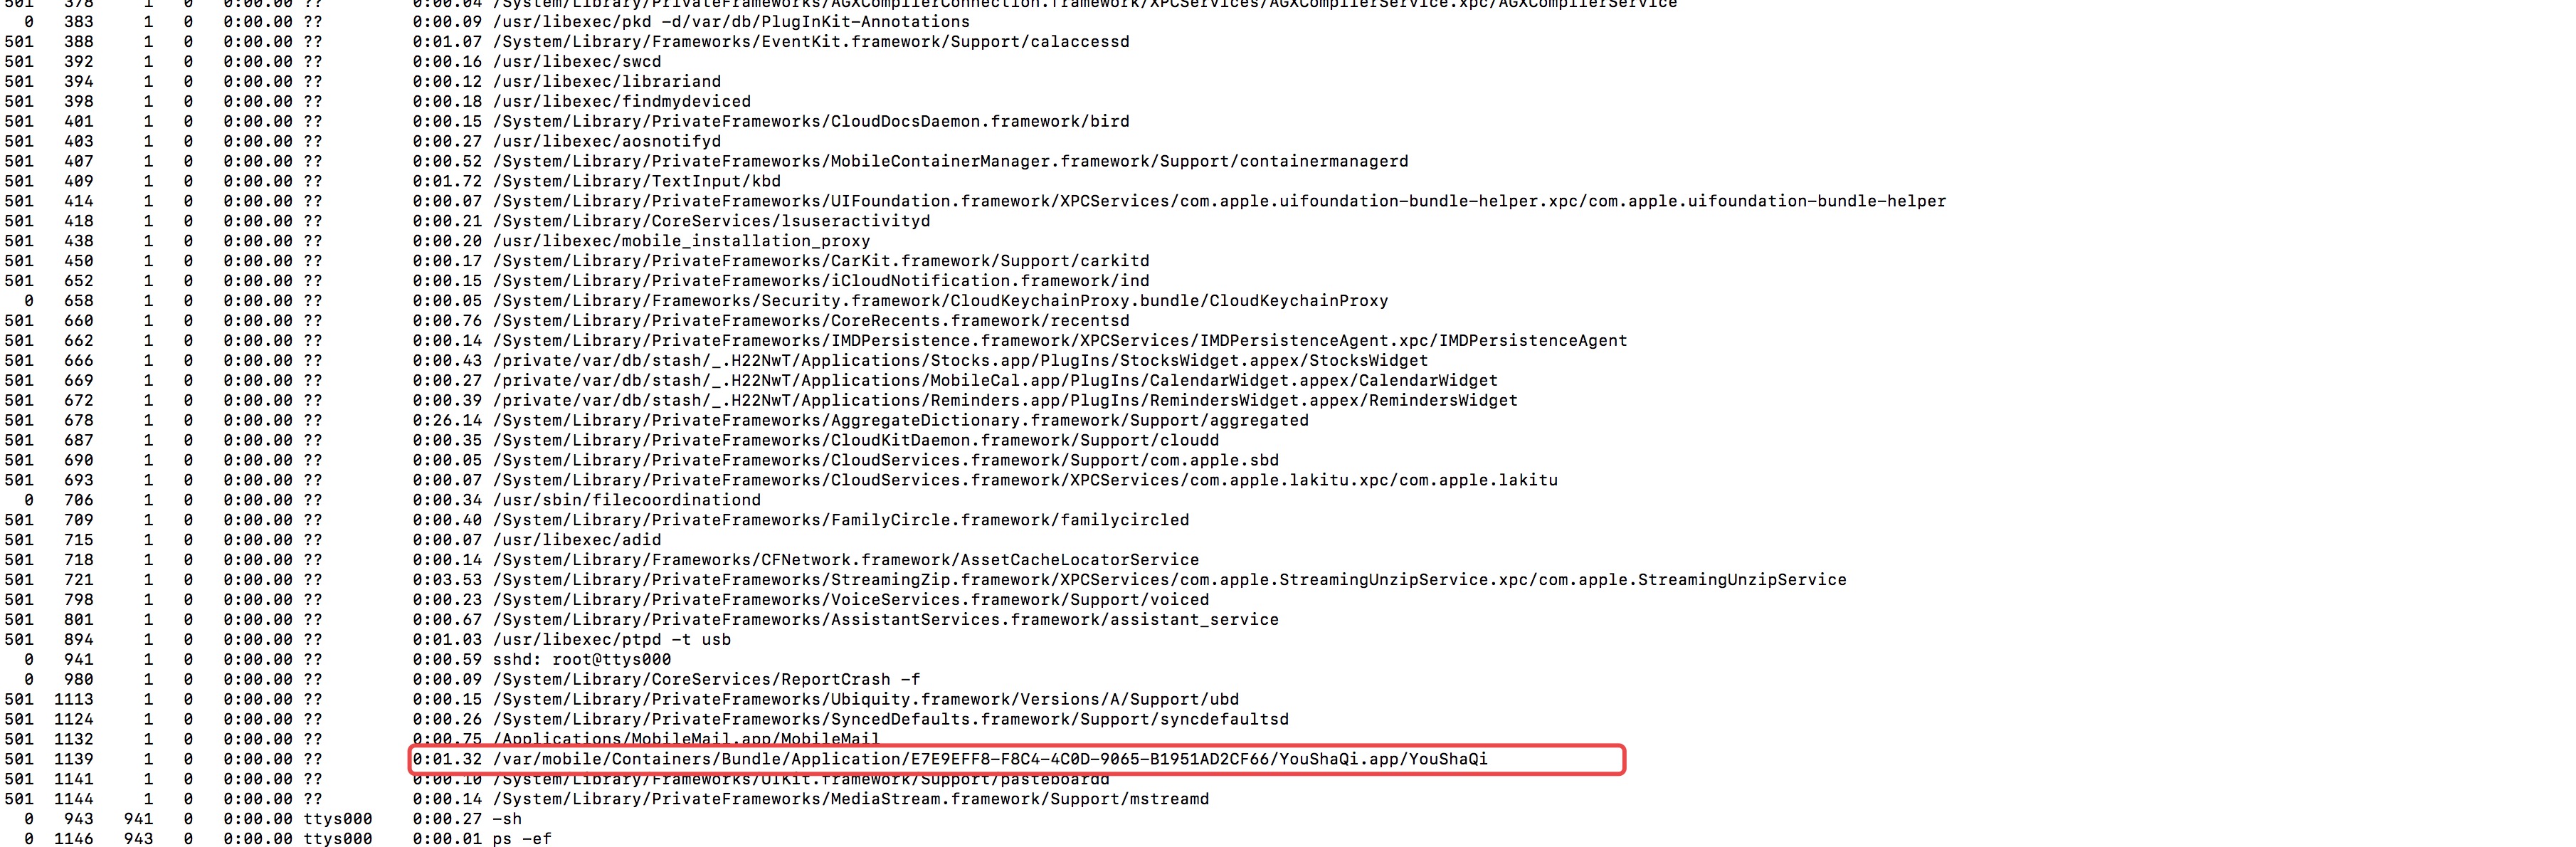 501 378 1 0 0:00.00 ?? 0:00.04 /System/Library/PrivateFrameworks/AGXCompilerConnection.framework/XPCServices/AGXCompilerService.xpc/AGXCompilerService
0 383 1 0 0:00.00 ?? 0:00.09 /usr/libexec/pkd -d/var/db/PlugInKit-Annotations
501 388 1 0 0:00.00 ?? 0:01.07 /System/Library/Frameworks/EventKit.framework/Support/calaccessd
501 392 1 0 0:00.00 ?? 0:00.16 /usr/libexec/swcd
501 394 1 0 0:00.00 ?? 0:00.12 /usr/libexec/librariand
501 398 1 0 0:00.00 ?? 0:00.18 /usr/libexec/findmydeviced
501 401 1 0 0:00.00 ?? 0:00.15 /System/Library/PrivateFrameworks/CloudDocsDaemon.framework/bird
501 403 1 0 0:00.00 ?? 0:00.27 /usr/libexec/aosnotifyd
501 407 1 0 0:00.00 ?? 0:00.52 /System/Library/PrivateFrameworks/MobileContainerManager.framework/Support/containermanagerd
501 409 1 0 0:00.00 ?? 0:01.72 /System/Library/TextInput/kbd
501 414 1 0 0:00.00 ?? 0:00.07 /System/Library/PrivateFrameworks/UIFoundation.framework/XPCServices/com.apple.uifoundation-bundle-helper.xpc/com.apple.uifoundation-bundle-helper
501 418 1 0 0:00.00 ?? 0:00.21 /System/Library/CoreServices/lsuseractivityd
501 438 1 0 0:00.00 ?? 0:00.20 /usr/libexec/mobile_installation_proxy
501 450 1 0 0:00.00 ?? 0:00.17 /System/Library/PrivateFrameworks/CarKit.framework/Support/carkitd
501 652 1 0 0:00.00 ?? 0:00.15 /System/Library/PrivateFrameworks/iCloudNotification.framework/ind
0 658 1 0 0:00.00 ?? 0:00.05 /System/Library/Frameworks/Security.framework/CloudKeychainProxy.bundle/CloudKeychainProxy
501 660 1 0 0:00.00 ?? 0:00.76 /System/Library/PrivateFrameworks/CoreRecents.framework/recentsd
501 662 1 0 0:00.00 ?? 0:00.14 /System/Library/PrivateFrameworks/IMDPersistence.framework/XPCServices/IMDPersistenceAgent.xpc/IMDPersistenceAgent
501 666 1 0 0:00.00 ?? 0:00.43 /private/var/db/stash/_.H22NwT/Applications/Stocks.app/PlugIns/StocksWidget.appex/StocksWidget
501 669 1 0 0:00.00 ?? 0:00.27 /private/var/db/stash/_.H22NwT/Applications/MobileCal.app/PlugIns/CalendarWidget.appex/CalendarWidget
501 672 1 0 0:00.00 ?? 0:00.39 /private/var/db/stash/_.H22NwT/Applications/Reminders.app/PlugIns/RemindersWidget.appex/RemindersWidget
501 678 1 0 0:00.00 ?? 0:26.14 /System/Library/PrivateFrameworks/AggregateDictionary.framework/Support/aggregated
501 687 1 0 0:00.00 ?? 0:00.35 /System/Library/PrivateFrameworks/CloudKitDaemon.framework/Support/cloudd
501 690 1 0 0:00.00 ?? 0:00.05 /System/Library/PrivateFrameworks/CloudServices.framework/Support/com.apple.sbd
501 693 1 0 0:00.00 ?? 0:00.07 /System/Library/PrivateFrameworks/CloudServices.framework/XPCServices/com.apple.lakitu.xpc/com.apple.lakitu
0 706 1 0 0:00.00 ?? 0:00.34 /usr/sbin/filecoordinationd
501 709 1 0 0:00.00 ?? 0:00.40 /System/Library/PrivateFrameworks/FamilyCircle.framework/familycircled
501 715 1 0 0:00.00 ?? 0:00.07 /usr/libexec/adid
501 718 1 0 0:00.00 ?? 0:00.14 /System/Library/Frameworks/CFNetwork.framework/AssetCacheLocatorService
501 721 1 0 0:00.00 ?? 0:03.53 /System/Library/PrivateFrameworks/StreamingZip.framework/XPCServices/com.apple.StreamingUnzipService.xpc/com.apple.StreamingUnzipService
501 798 1 0 0:00.00 ?? 0:00.23 /System/Library/PrivateFrameworks/VoiceServices.framework/Support/voiced
501 801 1 0 0:00.00 ?? 0:00.67 /System/Library/PrivateFrameworks/AssistantServices.framework/assistant_service
501 894 1 0 0:00.00 ?? 0:01.03 /usr/libexec/ptpd -t usb
0 941 1 0 0:00.00 ?? 0:00.59 sshd: root@ttys000
0 980 1 0 0:00.00 ?? 0:00.09 /System/Library/CoreServices/ReportCrash -f
501 1113 1 0 0:00.00 ?? 0:00.15 /System/Library/PrivateFrameworks/Ubiquity.framework/Versions/A/Support/ubd
501 1124 1 0 0:00.00 ?? 0:00.26 /System/Library/PrivateFrameworks/SyncedDefaults.framework/Support/syncdefaultsd
501 1132 1 0 0:00.00 ?? 0:00.75 /Applications/MobileMail.app/MobileMail
501 1139 1 0 0:00.00 ?? 0:01.32 /var/mobile/Containers/Bundle/Application/E7E9EFF8-F8C4-4C0D-9065-B1951AD2CF66/YouShaQi.app/YouShaQi
501 1141 1 0 0:00.00 ?? 0:00.10 /System/Library/Frameworks/UIKit.framework/Support/pasteboardd
501 1144 1 0 0:00.00 ?? 0:00.14 /System/Library/PrivateFrameworks/MediaStream.framework/Support/mstreamd
0 943 941 0 0:00.00 ttys000 0:00.27 -sh
0 1146 943 0 0:00.00 ttys000 0:00.01 ps -ef